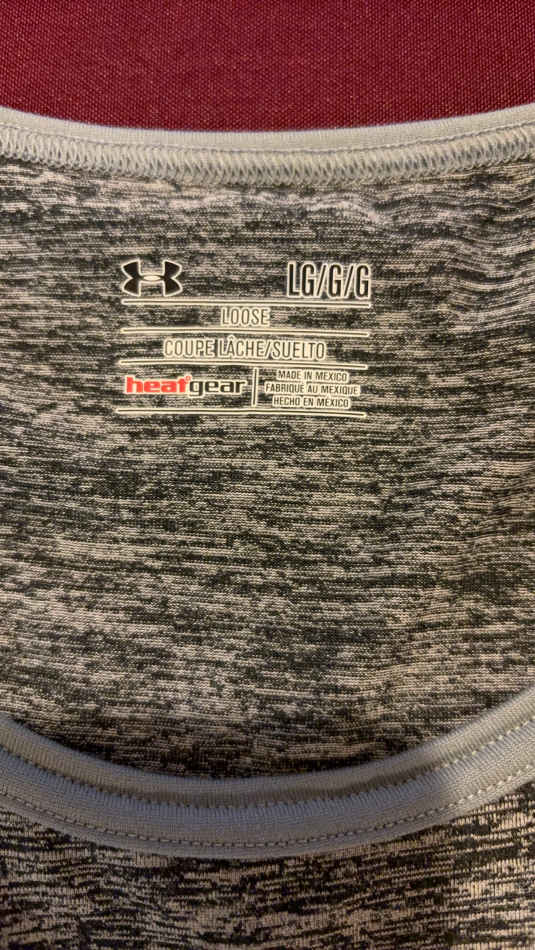 LG/G/G
LOOSE
COUPE LÂCHE/SUELTO
heatgear
MADE IN MEXICO
FABRIQUÉ AU MEXIQUE
HECHO EN MÉXICO